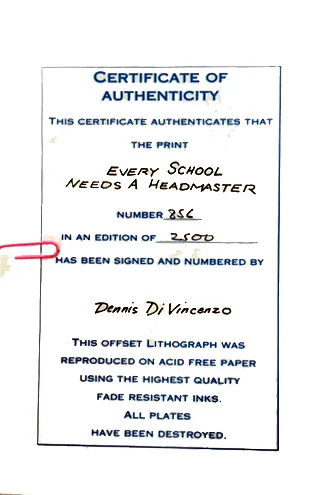 CERTIFICATE OF
AUTHENTICITY
THIS CERTIFICATE AUTHENTICATES THAT
THE PRINT
EVERY SCHOOL
NEEDS A HEADMASTER
NUMBER 856
IN AN EDITION OF 2500
HAS BEEN SIGNED AND NUMBERED BY
Dennis Di Vincenzo
THIS OFFSET LITHOGRAPH WAS
REPRODUCED ON ACID FREE PAPER
USING THE HIGHEST QUALITY
FADE RESISTANT INKS.
ALL PLATES
HAVE BEEN DESTROYED.